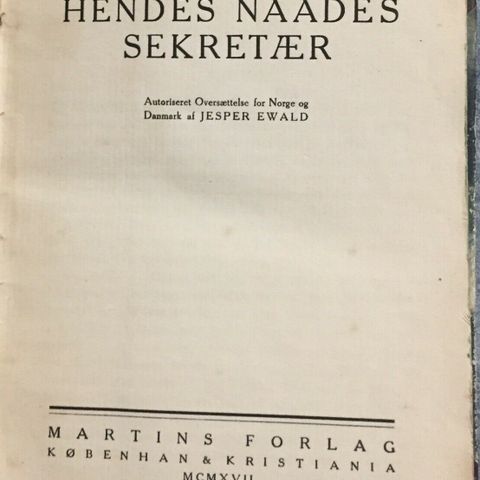 HENDES NAADES
SEKRETÆR
Autoriseret Oversættelse for Norge og
Danmark af JESPER EWALD
MARTINS FORLAG
KØBENHAN & KRISTIANIA
MCMXVII